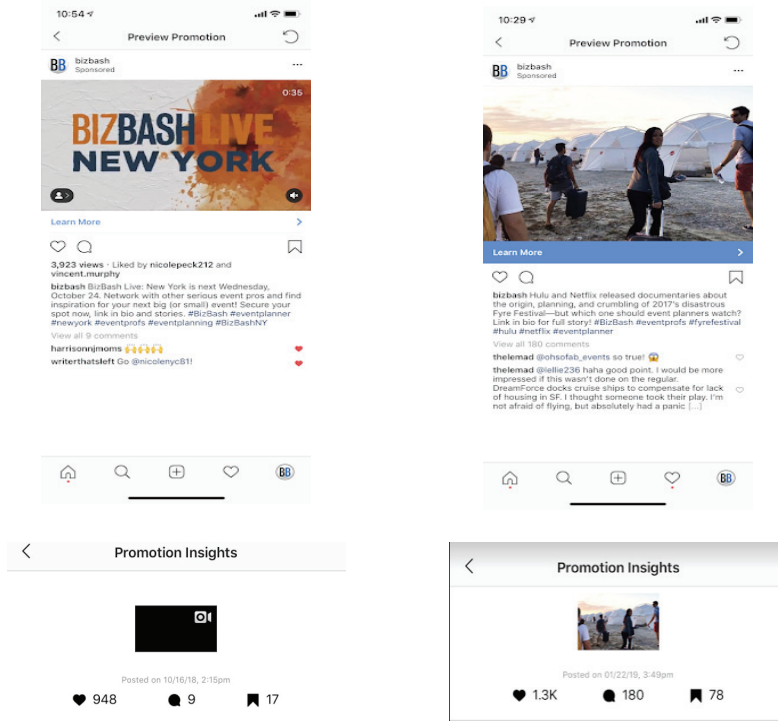 10:54
Preview Promotion
BB bizbash
Sponsored
0:35
BIZBASH LIVE
NEW YORK
Learn More
3,923 views · Liked by nicolepeck212 and
vincent.murphy
bizbash BizBash Live: New York is next Wednesday,
October 24. Network with other serious event pros and find
inspiration for your next big (or small) event! Secure your
spot now, link in bio and stories. #BizBash #eventplanner
#newyork #eventprofs #eventplanning #BizBashNY
View all 9 comments
harrisonnjmoms 🙌🙌🙌
writerthatsleft Go @nicolenyc81!
BB
Promotion Insights
Posted on 10/16/18, 2:15pm
948 9 17
10:29
Preview Promotion
BB bizbash
Sponsored
Learn More
bizbash Hulu and Netflix released documentaries about
the origin, planning, and crumbling of 2017's disastrous
Fyre Festival—but which one should event planners watch?
Link in bio for full story! #BizBash #eventprofs #fyrefestival
#hulu #netflix #eventplanner
View all 180 comments
thelemad @ohsofab_events so true! 😱
thelemad @lellie236 haha good point. I would be more
impressed if this wasn't done on the regular.
DreamForce docks cruise ships to compensate for lack
of housing in SF. I thought someone took their play. I'm
not afraid of flying, but absolutely had a panic [...]
BB
Promotion Insights
Posted on 01/22/19, 3:49pm
1.3K 180 78